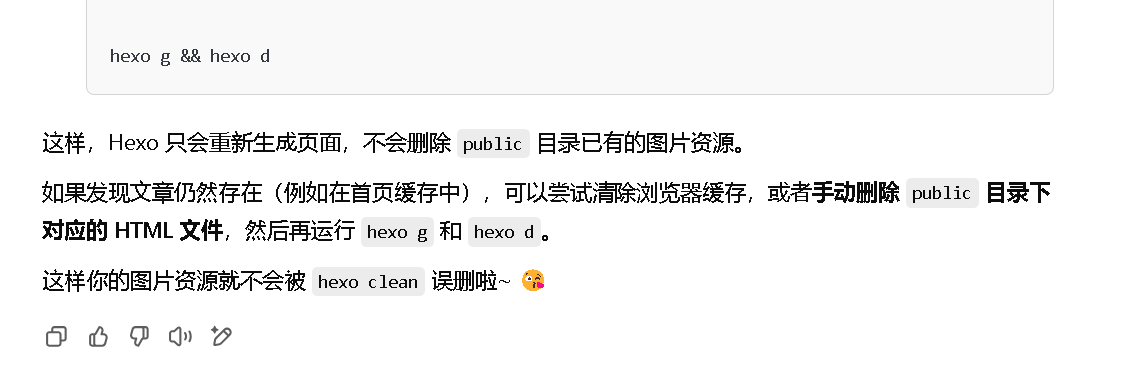 hexo g && hexo d
这样，Hexo 只会重新生成页面，不会删除 public 目录已有的图片资源。
如果发现文章仍然存在（例如在首页缓存中），可以尝试清除浏览器缓存，或者手动删除 public 目录下
对应的 HTML 文件，然后再运行 hexo g 和 hexo d。
这样你的图片资源就不会被 hexo clean 误删啦~ 😘